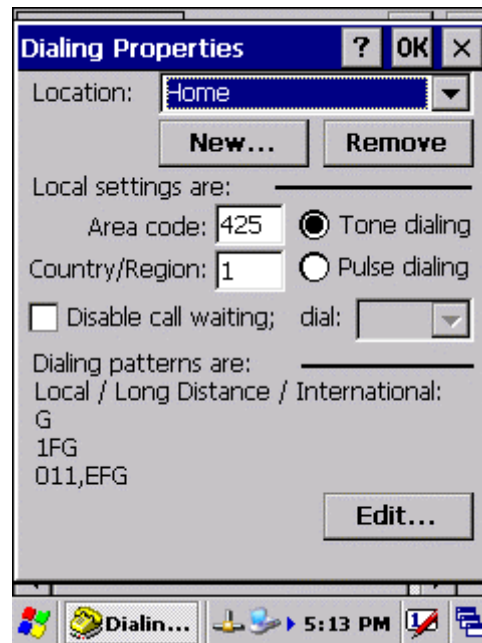 Dialing Properties ? OK ×
Location: Home
New... Remove
Local settings are:
Area code: 425 Tone dialing
Country/Region: 1 Pulse dialing
Disable call waiting; dial:
Dialing patterns are:
Local / Long Distance / International:
G
1FG
011,EFG
Edit...
Dialin... 5:13 PM